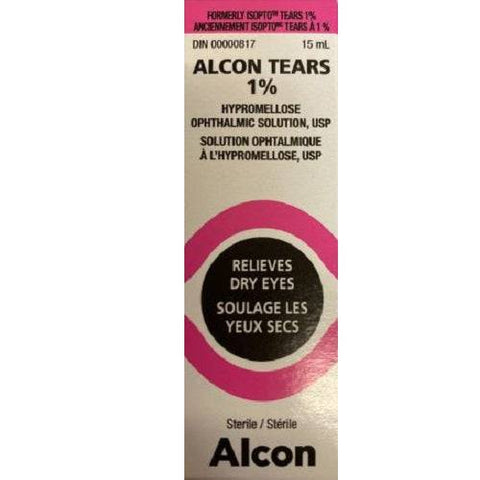 FORMERLY ISOPTO™ TEARS 1%
ANCIENNEMENT ISOPTO™ TEARS À 1 %
DIN 00000817 15 mL
ALCON TEARS
1%
HYPROMELLOSE
OPHTHALMIC SOLUTION, USP
SOLUTION OPHTALMIQUE
À L'HYPROMELLOSE, USP
RELIEVES
DRY EYES
SOULAGE LES
YEUX SECS
Sterile / Stérile
Alcon